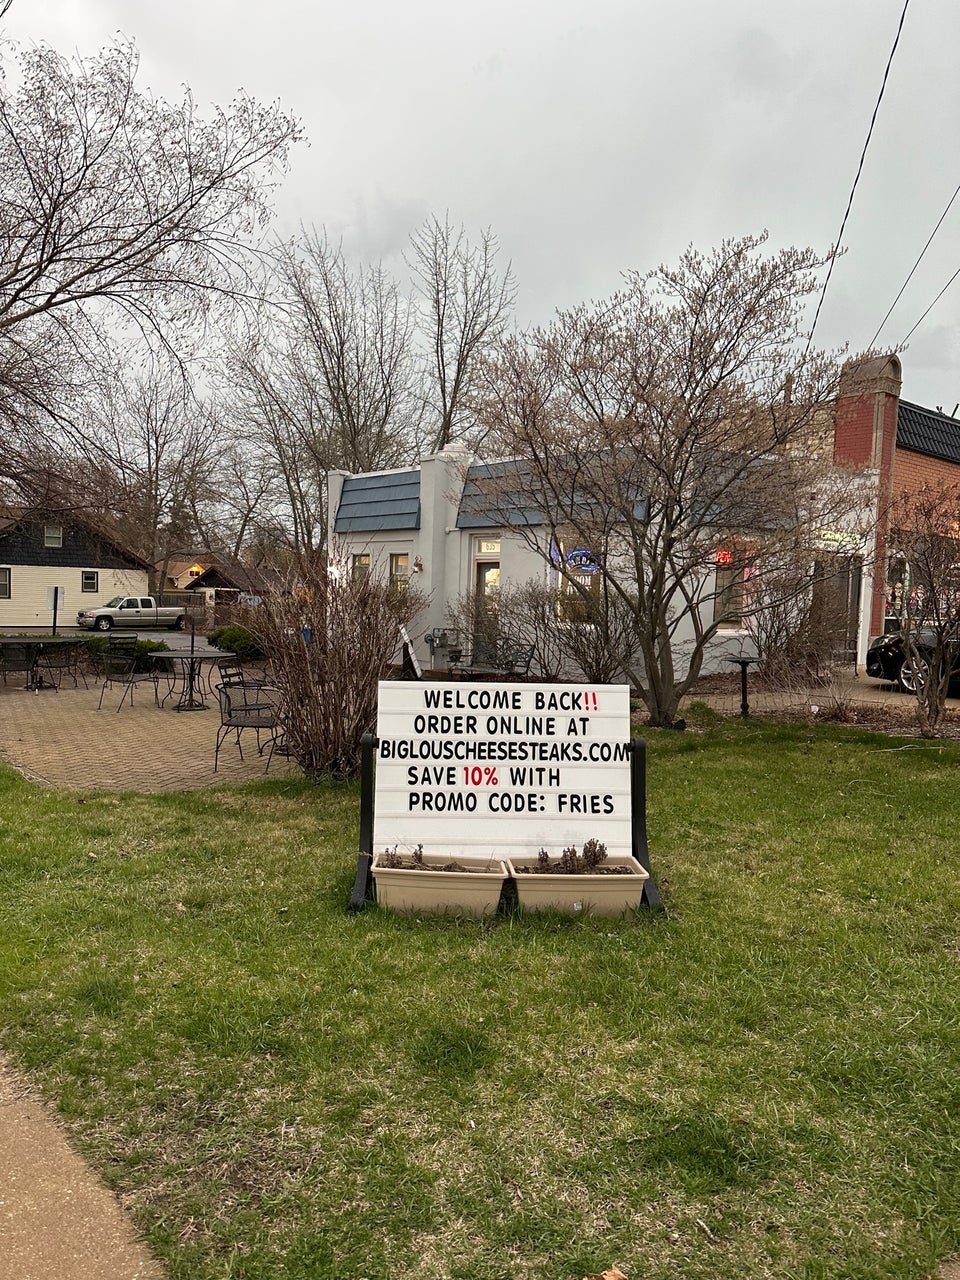 WELCOME BACK!!
ORDER ONLINE AT
BIGLOUSCHEESESTEAKS.COM
SAVE 10% WITH
PROMO CODE: FRIES